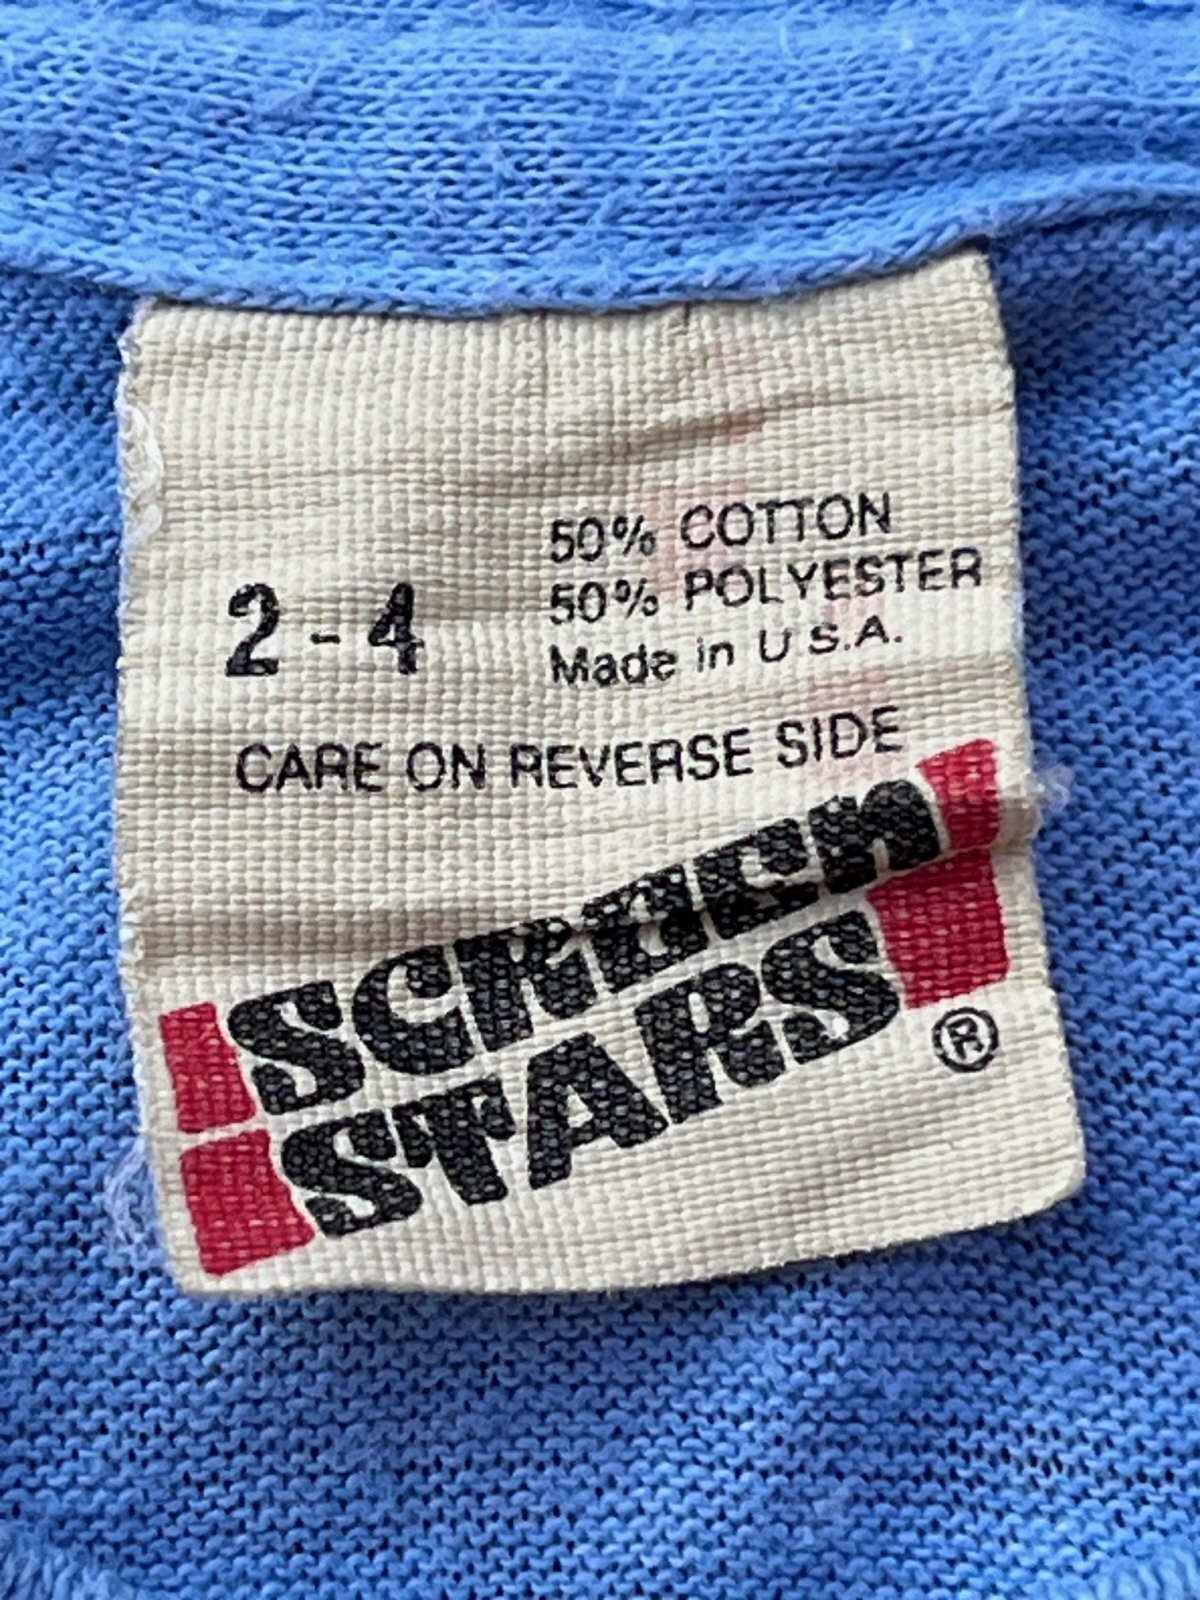 50% COTTON
50% POLYESTER
2-4
Made in U S.A.
CARE ON REVERSE SIDE
SCREEN
STARS
®